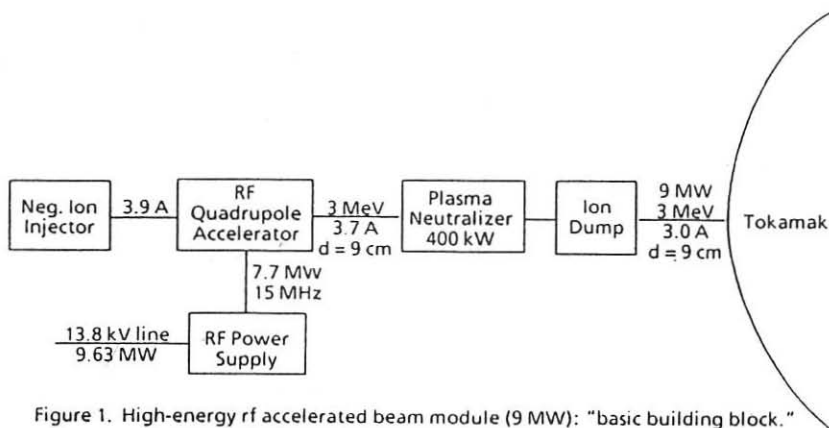 Neg. Ion
Injector
3.9 A
RF
Quadrupole
Accelerator
3 MeV
3.7 A
d = 9 cm
Plasma
Neutralizer
400 kW
Ion
Dump
9 MW
3 MeV
3.0 A
d = 9 cm
Tokamak
7.7 MW
15 MHz
13.8 kV line
9.63 MW
RF Power
Supply
Figure 1. High-energy rf accelerated beam module (9 MW): "basic building block."